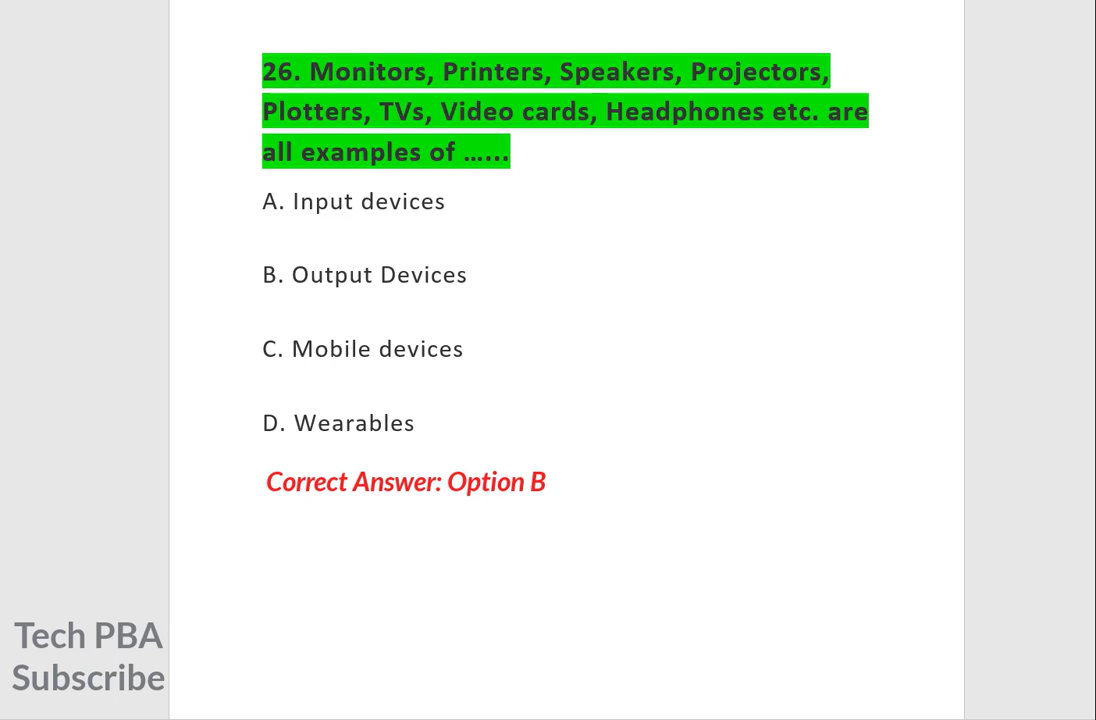 26. Monitors, Printers, Speakers, Projectors,
Plotters, TVs, Video cards, Headphones etc. are
all examples of …...
A. Input devices
B. Output Devices
C. Mobile devices
D. Wearables
Correct Answer: Option B
Tech PBA
Subscribe